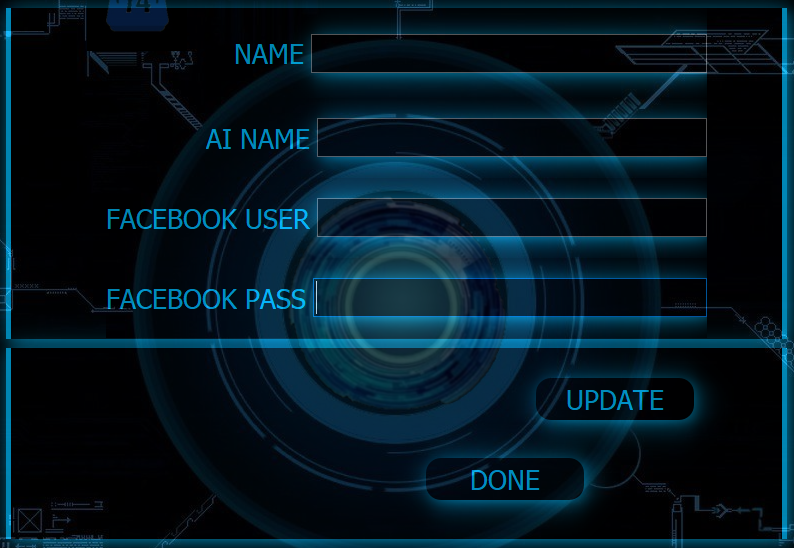 NAME
AI NAME
FACEBOOK USER
FACEBOOK PASS
UPDATE
DONE